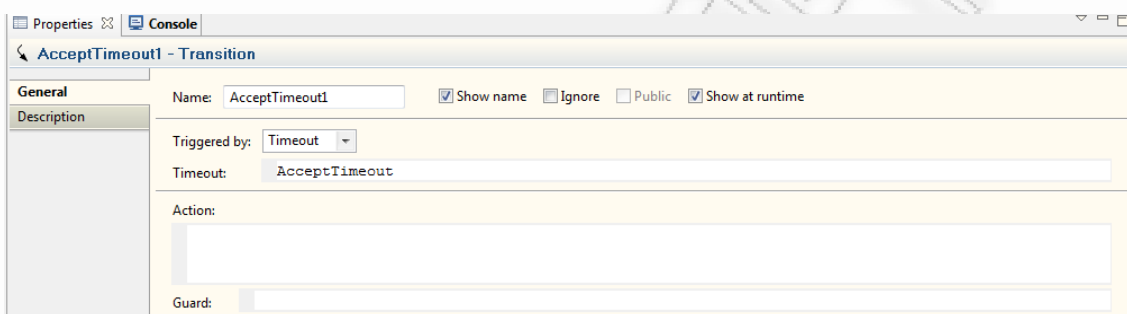 Properties Console
AcceptTimeout1 - Transition
General
Description
Name: AcceptTimeout1 Show name Ignore Public Show at runtime
Triggered by: Timeout
Timeout: AcceptTimeout
Action:
Guard: